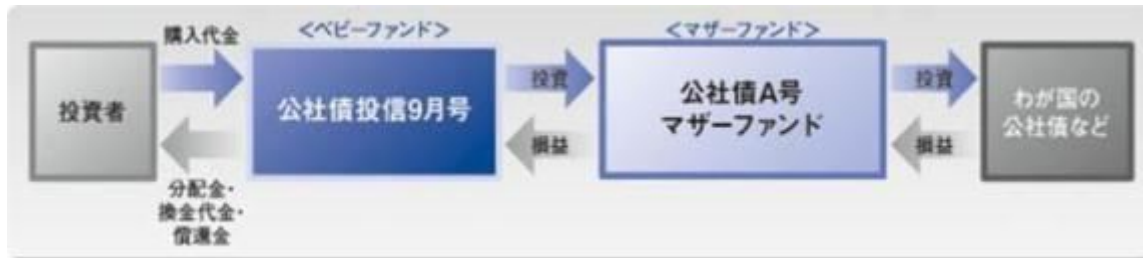 購入代金
<ベビーファンド>
<マザーファンド>
投資者
公社債投信9月号
投資
公社債A号
マザーファンド
投資
わが国の
公社債など
損益
損益
分配金・
換金代金・
償還金